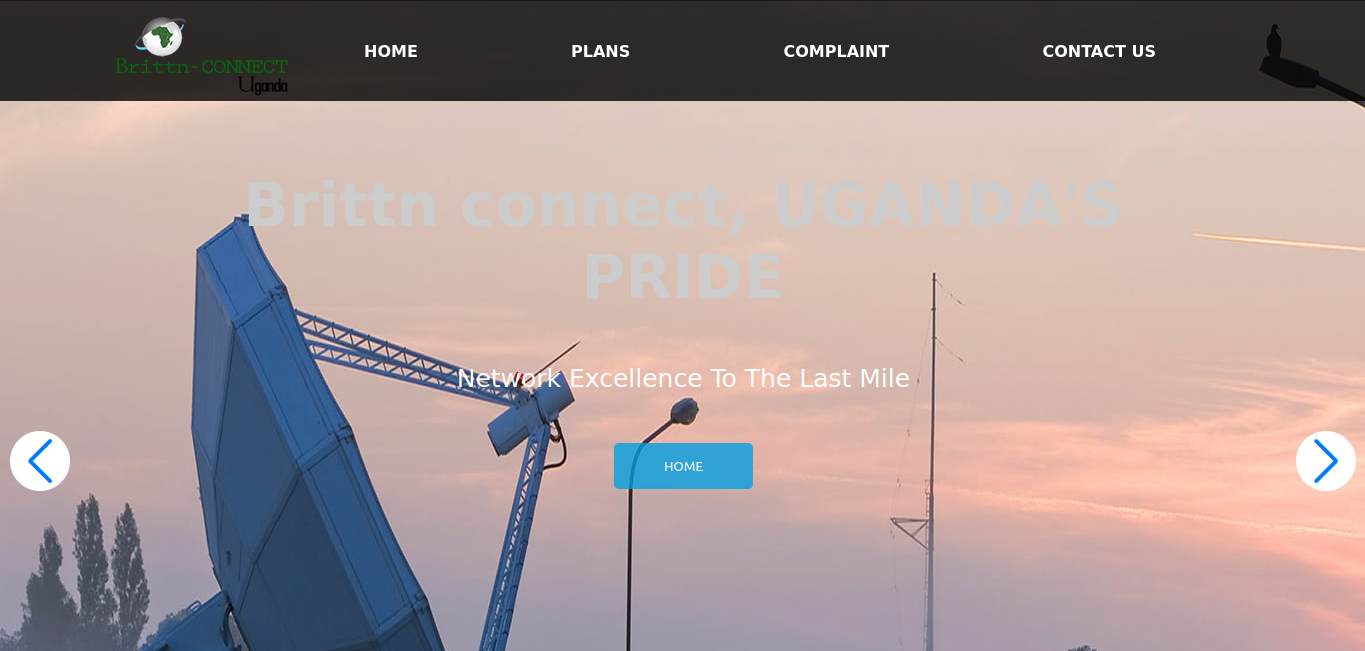 Brittn-CONNECT
Uganda
HOME
PLANS
COMPLAINT
CONTACT US
Brittn connect, UGANDA'S
PRIDE
Network Excellence To The Last Mile
HOME